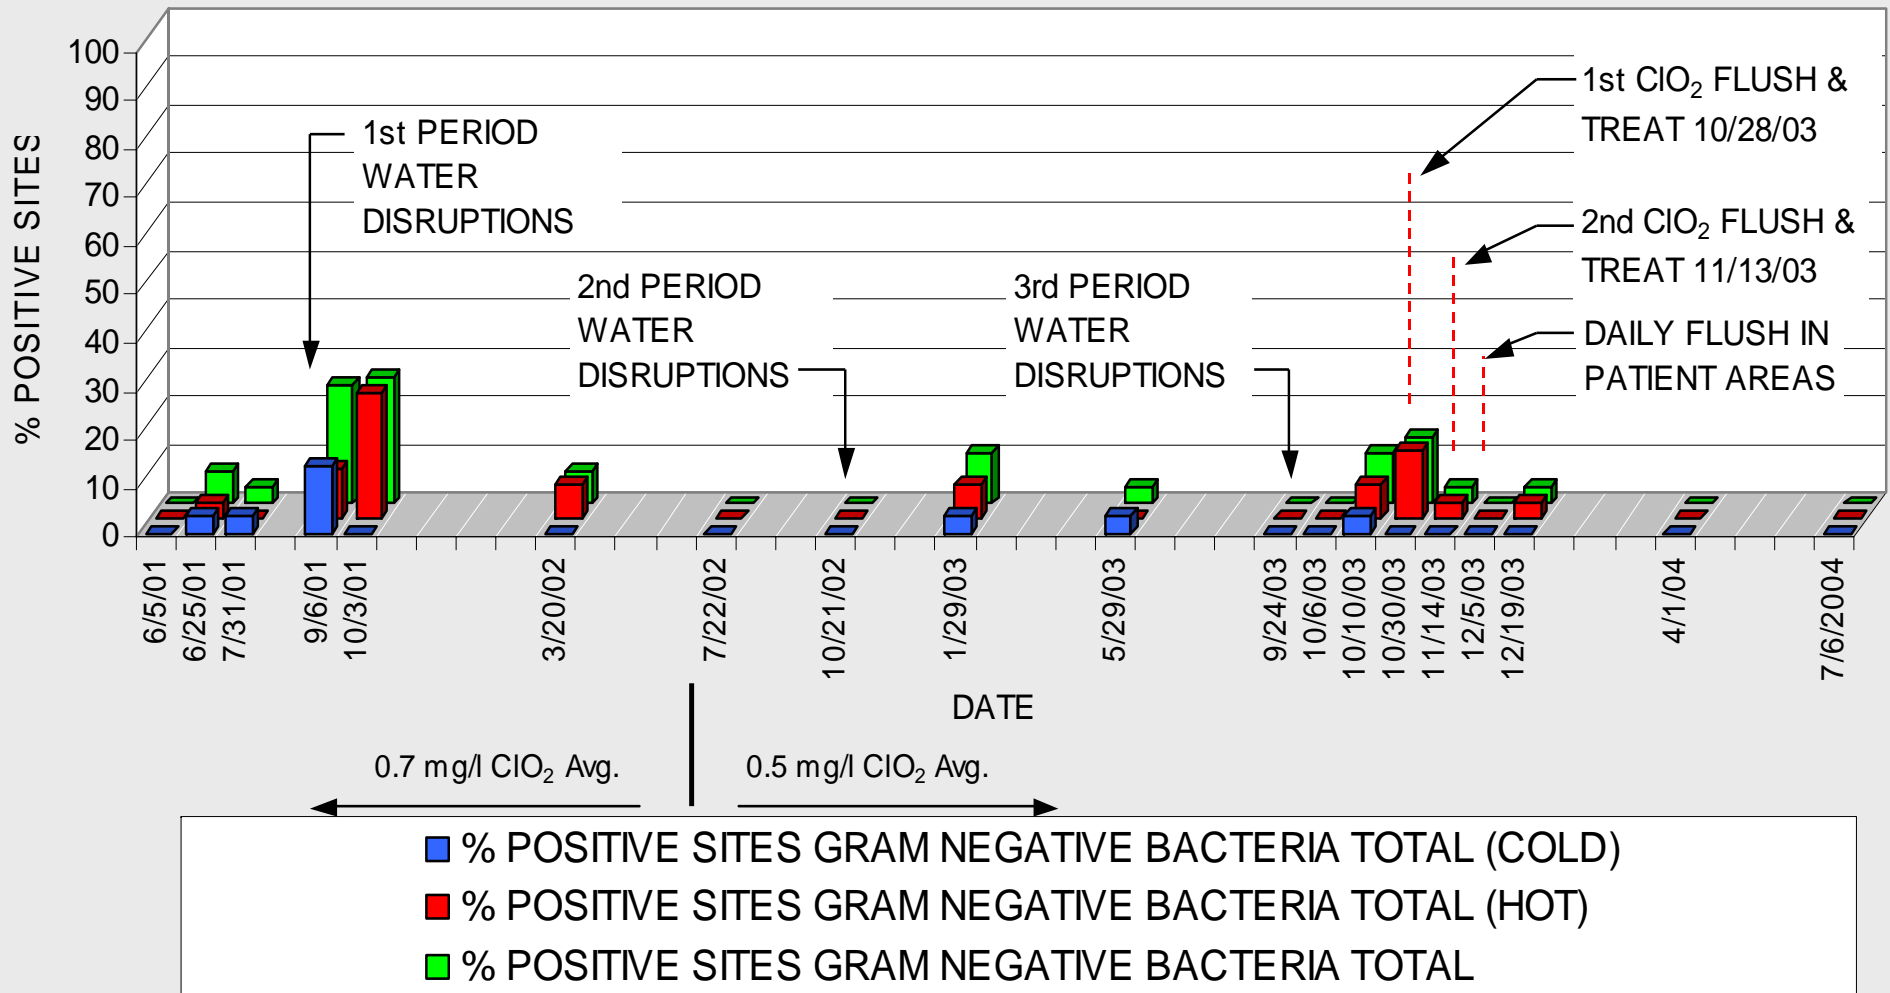 % POSITIVE SITES
100
90
80
70
60
50
40
30
20
10
0
1st PERIOD
WATER
DISRUPTIONS
2nd PERIOD
WATER
DISRUPTIONS
3rd PERIOD
WATER
DISRUPTIONS
1st ClO₂ FLUSH &
TREAT 10/28/03
2nd ClO₂ FLUSH &
TREAT 11/13/03
DAILY FLUSH IN
PATIENT AREAS
6/5/01
6/25/01
7/31/01
9/6/01
10/3/01
3/20/02
7/22/02
10/21/02
1/29/03
5/29/03
9/24/03
10/6/03
10/10/03
10/30/03
11/14/03
12/5/03
12/19/03
4/1/04
7/6/2004
DATE
0.7 mg/l ClO₂ Avg.
0.5 mg/l ClO₂ Avg.
% POSITIVE SITES GRAM NEGATIVE BACTERIA TOTAL (COLD)
% POSITIVE SITES GRAM NEGATIVE BACTERIA TOTAL (HOT)
% POSITIVE SITES GRAM NEGATIVE BACTERIA TOTAL